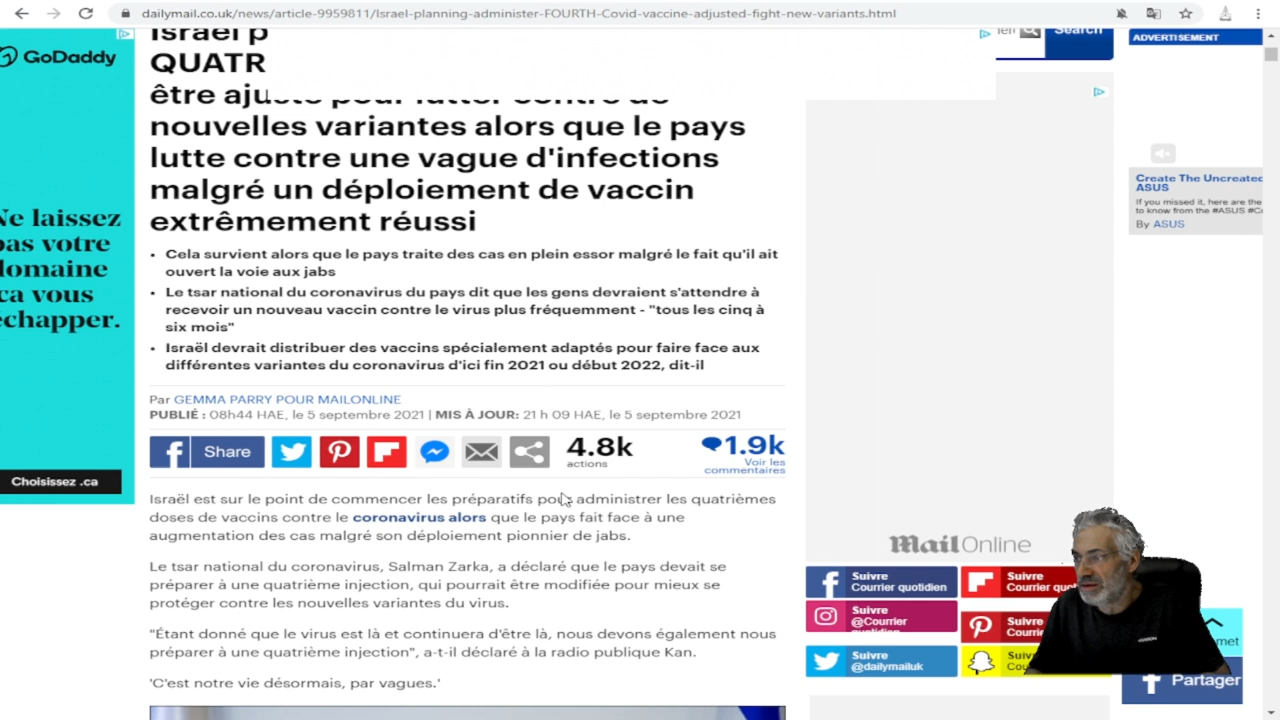 dailymail.co.uk/news/article-9959811/Israel-planning-administer-FOURTH-Covid-vaccine-adjusted-fight-new-variants.html
GoDaddy
Ne laissez
pas votre
domaine
.ca vous
échapper.
Choisissez .ca
Israël p
QUATR
être ajusté pour lutter contre de
nouvelles variantes alors que le pays
lutte contre une vague d'infections
malgré un déploiement de vaccin
extrêmement réussi
• Cela survient alors que le pays traite des cas en plein essor malgré le fait qu'il ait
ouvert la voie aux jabs
• Le tsar national du coronavirus du pays dit que les gens devraient s'attendre à
recevoir un nouveau vaccin contre le virus plus fréquemment - "tous les cinq à
six mois"
• Israël devrait distribuer des vaccins spécialement adaptés pour faire face aux
différentes variantes du coronavirus d'ici fin 2021 ou début 2022, dit-il
Par GEMMA PARRY POUR MAILONLINE
PUBLIÉ : 08h44 HAE, le 5 septembre 2021 | MIS À JOUR: 21 h 09 HAE, le 5 septembre 2021
Share
4.8k
actions
1.9k
Voir les
commentaires
Israël est sur le point de commencer les préparatifs pour administrer les quatrièmes
doses de vaccins contre le coronavirus alors que le pays fait face à une
augmentation des cas malgré son déploiement pionnier de jabs.
Le tsar national du coronavirus, Salman Zarka, a déclaré que le pays devait se
préparer à une quatrième injection, qui pourrait être modifiée pour mieux se
protéger contre les nouvelles variantes du virus.
"Étant donné que le virus est là et continuera d'être là, nous devons également nous
préparer à une quatrième injection", a-t-il déclaré à la radio publique Kan.
'C'est notre vie désormais, par vagues.'
Search
ADVERTISEMENT
Create The Uncreated
ASUS
If you missed it, here are the
to know from the #ASUS
By ASUS
MailOnline
Suivre
Courrier quotidien
Suivre
Courrier quot
Suivre
@Courrier
quotidien
Suivre
Courri
Suivre
@dailymailuk
Suiv
Cou
met
Partager